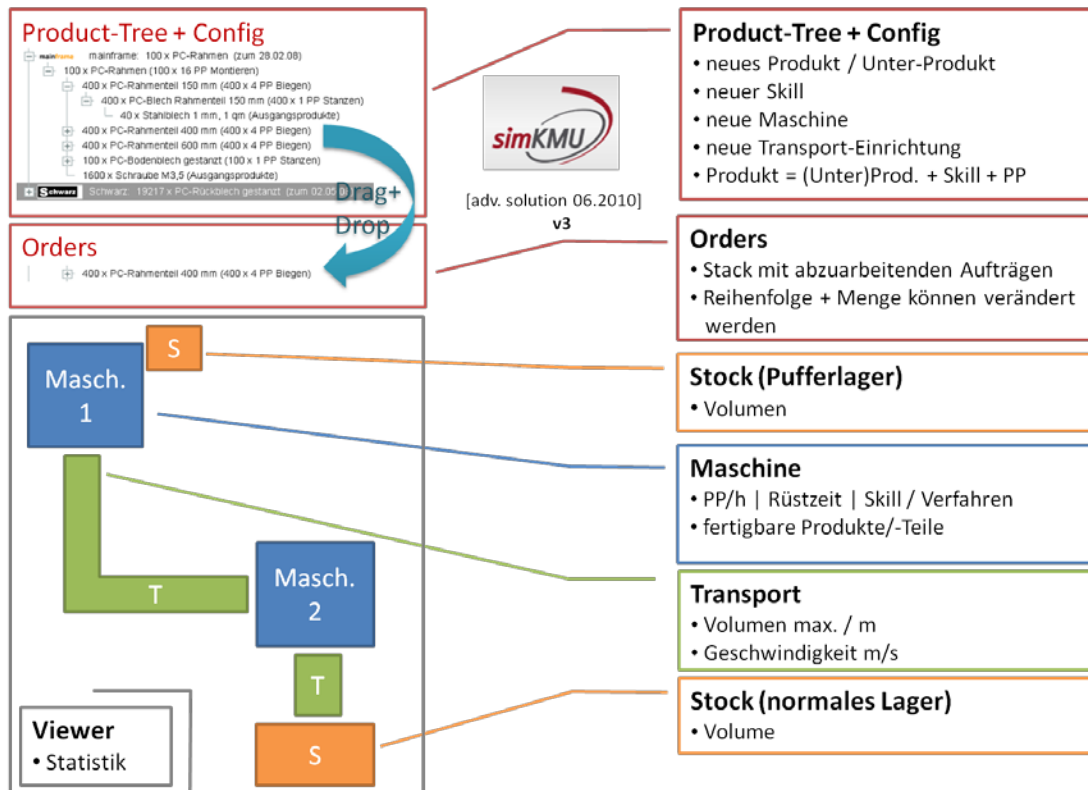 Product-Tree + Config
mainframe mainframe: 100 x PC-Rahmen (zum 28.02.08)
100 x PC-Rahmen (100 x 16 PP Montieren)
400 x PC-Rahmenteil 150 mm (400 x 4 PP Biegen)
400 x PC-Blech Rahmenteil 150 mm (400 x 1 PP Stanzen)
40 x Stahlblech 1 mm, 1 qm (Ausgangsprodukte)
400 x PC-Rahmenteil 400 mm (400 x 4 PP Biegen)
400 x PC-Rahmenteil 600 mm (400 x 4 PP Biegen)
100 x PC-Bodenblech gestanzt (100 x 1 PP Stanzen)
1600 x Schraube M3,5 (Ausgangsprodukte)
Schwarz Schwarz: 19217 x PC-Rückblech gestanzt (zum 02.05.08)
Drag+
Drop
Orders
400 x PC-Rahmenteil 400 mm (400 x 4 PP Biegen)
simKMU
[adv. solution 06.2010]
v3
S
Masch.
1
T
Masch.
2
T
S
Viewer
• Statistik
Product-Tree + Config
• neues Produkt / Unter-Produkt
• neuer Skill
• neue Maschine
• neue Transport-Einrichtung
• Produkt = (Unter)Prod. + Skill + PP
Orders
• Stack mit abzuarbeitenden Aufträgen
• Reihenfolge + Menge können verändert
werden
Stock (Pufferlager)
• Volumen
Maschine
• PP/h | Rüstzeit | Skill / Verfahren
• fertigbare Produkte/-Teile
Transport
• Volumen max. / m
• Geschwindigkeit m/s
Stock (normales Lager)
• Volume